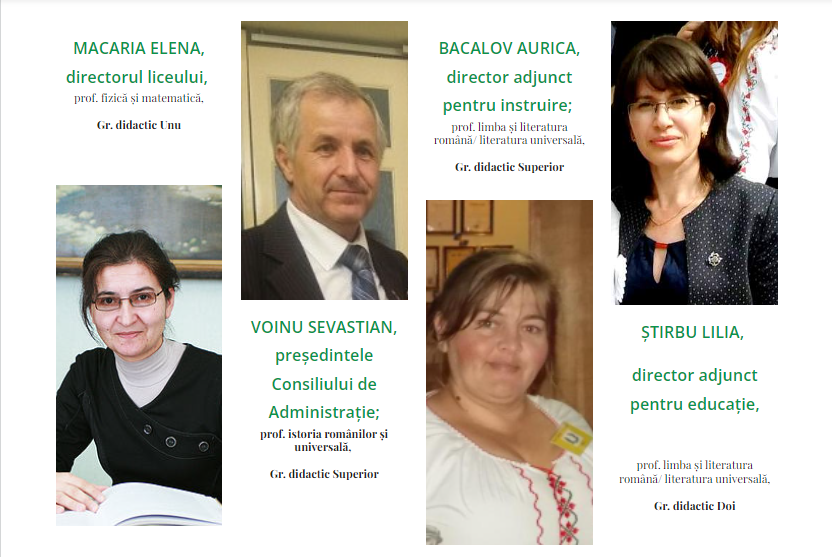 MACARIA ELENA,
directorul liceului,
prof. fizică și matematică,
Gr. didactic Unu
VOINU SEVASTIAN,
președintele
Consiliului de
Administrație;
prof. istoria românilor şi
universală,
Gr. didactic Superior
BACALOV AURICA,
director adjunct
pentru instruire;
prof. limba și literatura
română/ literatura universală,
Gr. didactic Superior
ȘTIRBU LILIA,
director adjunct
pentru educație,
prof. limba și literatura
română/ literatura universală,
Gr. didactic Doi